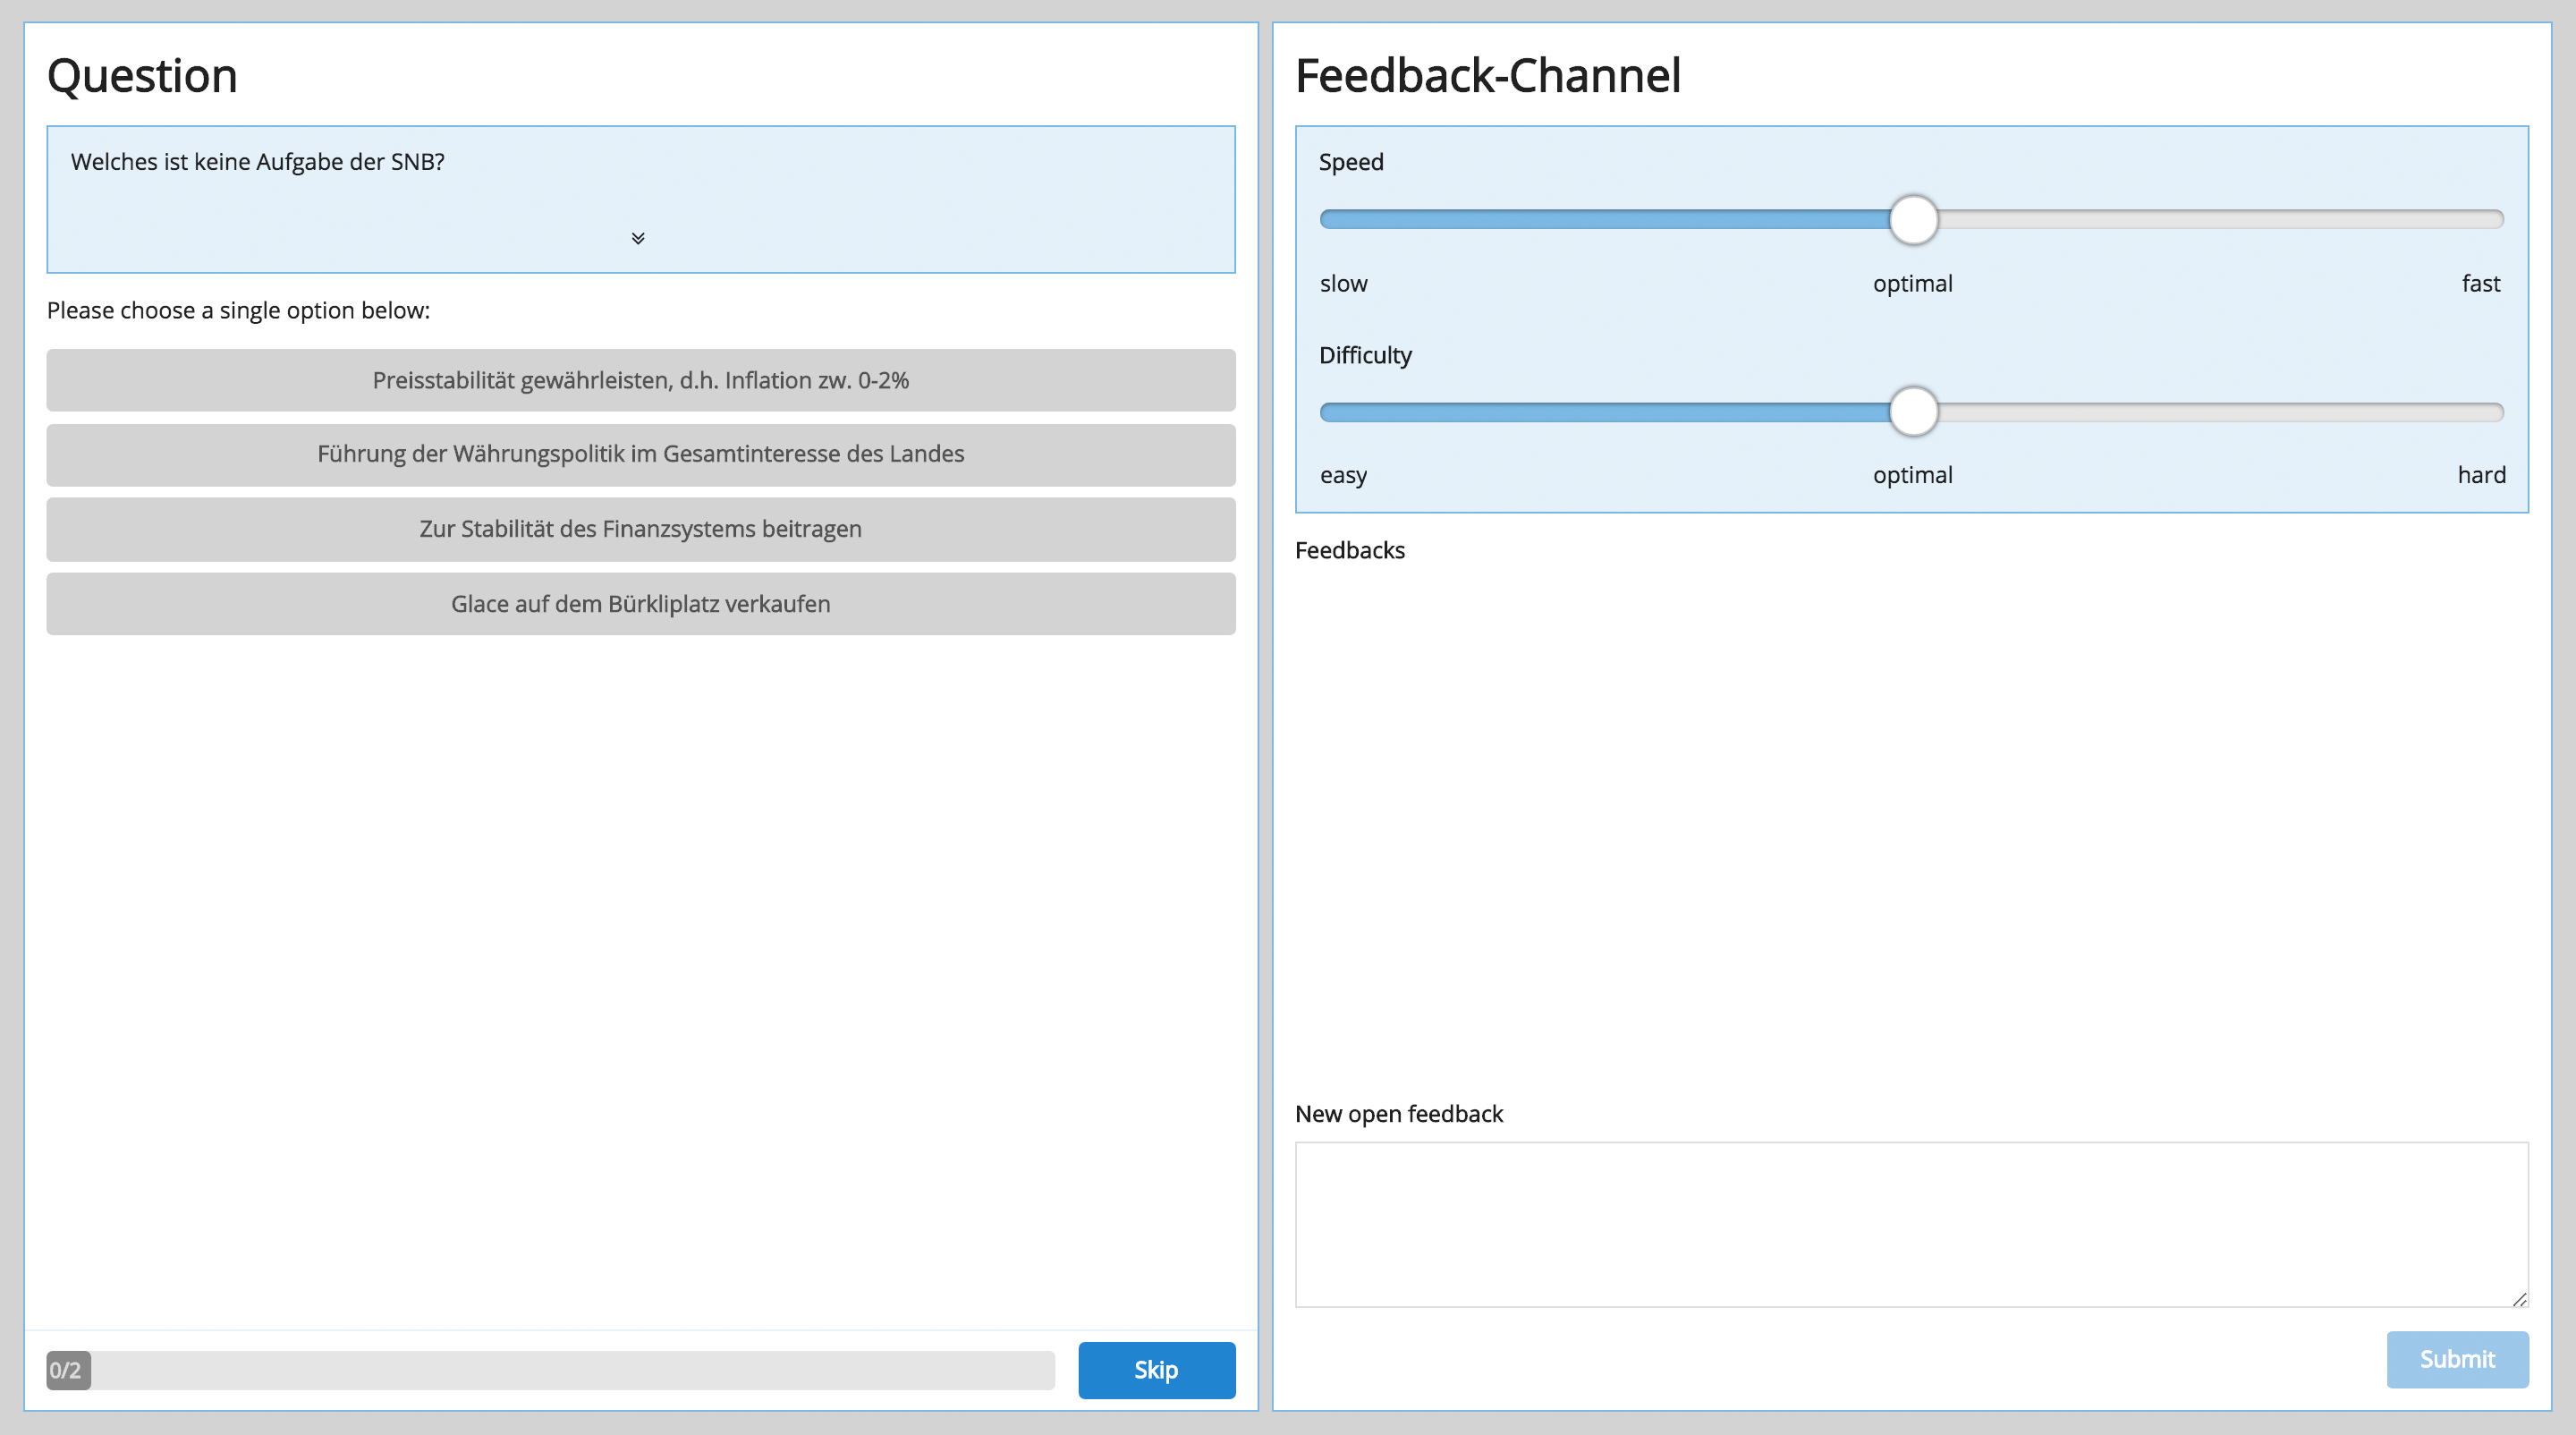 Question
Welches ist keine Aufgabe der SNB?
Please choose a single option below:
Preisstabilität gewährleisten, d.h. Inflation zw. 0-2%
Führung der Währungspolitik im Gesamtinteresse des Landes
Zur Stabilität des Finanzsystems beitragen
Glace auf dem Bürkliplatz verkaufen
0/2
Skip
Feedback-Channel
Speed
slow optimal fast
Difficulty
easy optimal hard
Feedbacks
New open feedback
Submit